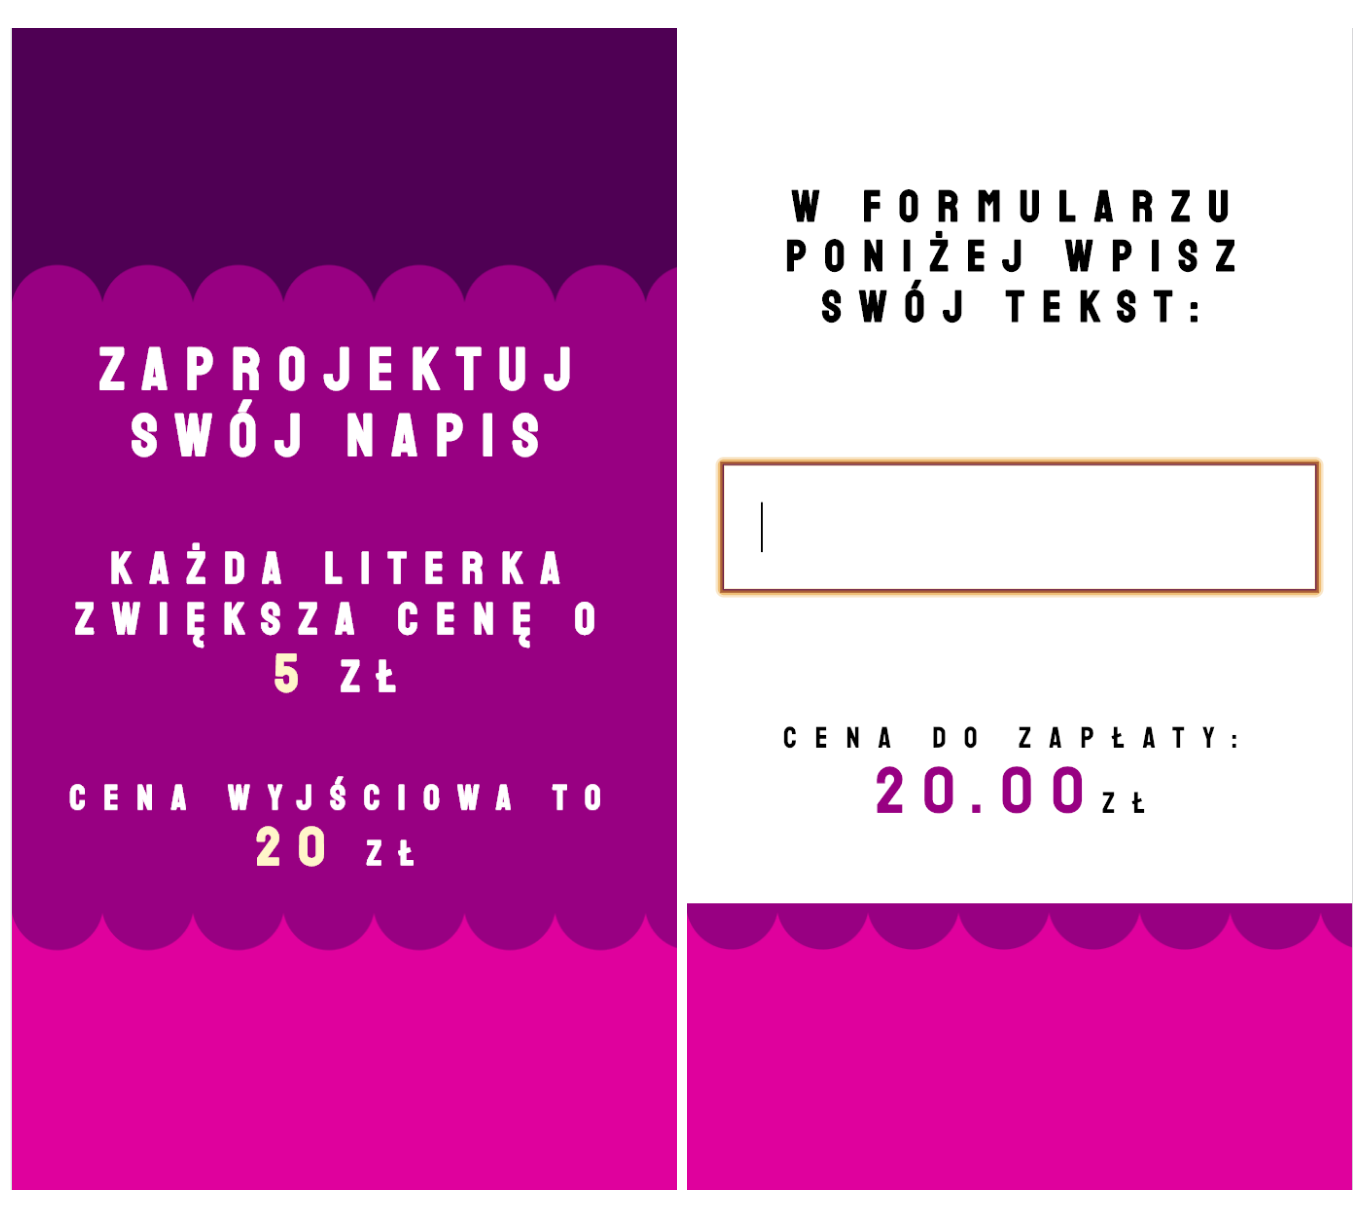 ZAPROJEKTUJ
SWÓJ NAPIS
KAŻDA LITERKA
ZWIĘKSZA CENĘ O
5 ZŁ
CENA WYJŚCIOWA TO
20 ZŁ
W FORMULARZU
PONIŻEJ WPISZ
SWÓJ TEKST:
CENA DO ZAPŁATY:
20.00 ZŁ